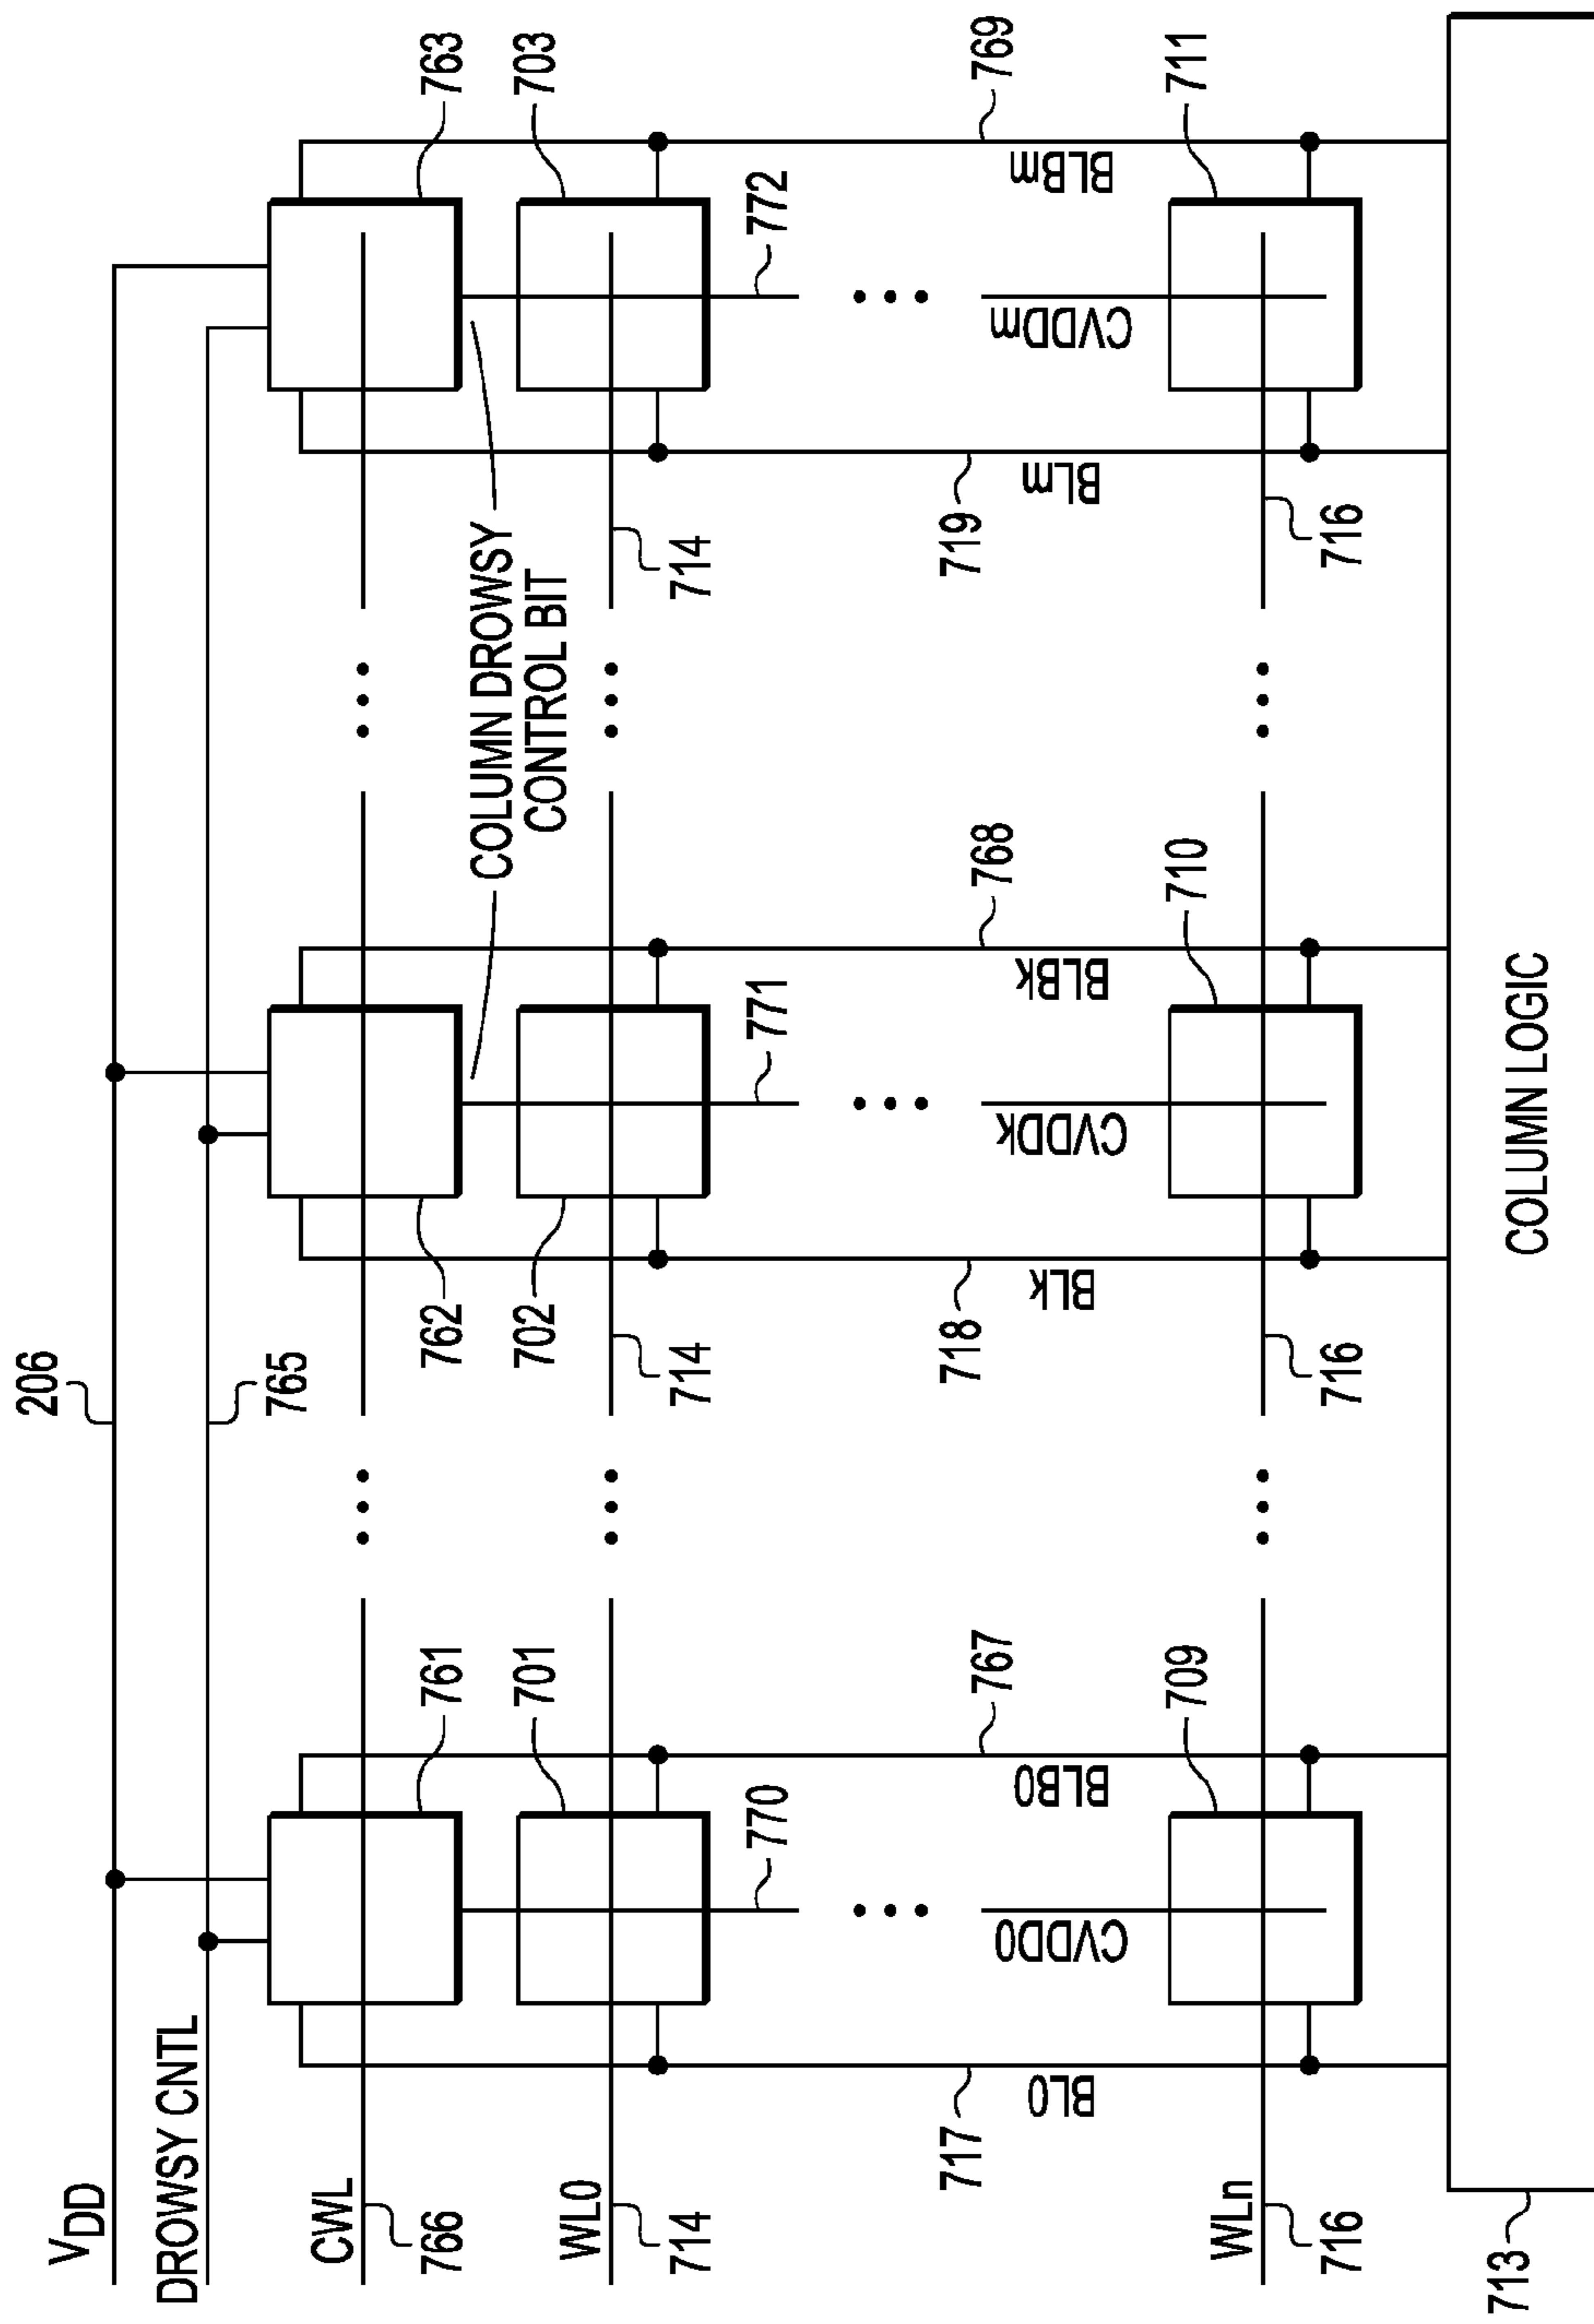 206
V_DD
DROWSY CNTL
765
CWL
766
761
762
763
COLUMN DROWSY
CONTROL BIT
WL0
714
701
714
702
714
703
770
771
772
717
BL0
CVDD0
BLB0
767
718
BLk
CVDDk
BLBk
768
719
BLm
CVDDm
BLBm
769
WLn
716
709
716
710
716
711
COLUMN LOGIC
713